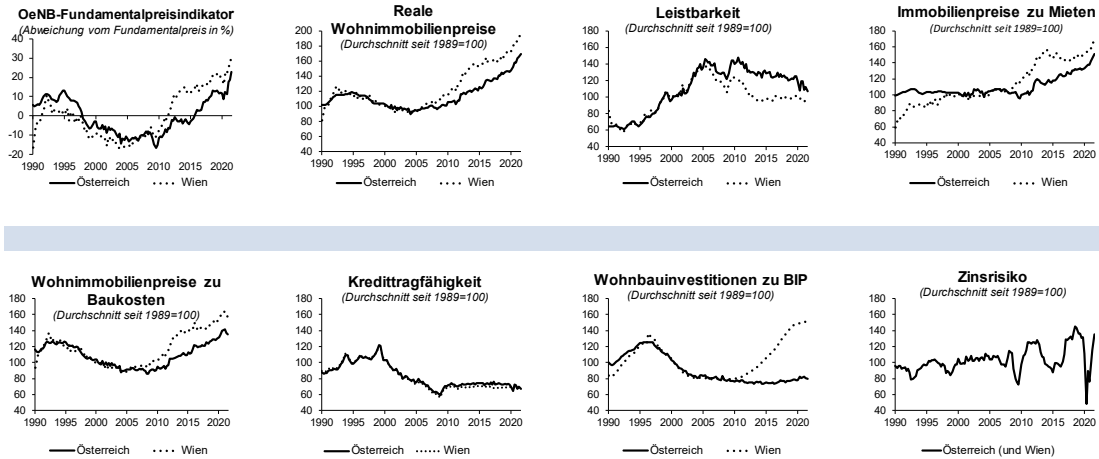 OeNB-Fundamentalpreisindikator
(Abweichung vom Fundamentalpreis in %)
40
30
20
10
0
-10
-20
1990 1995 2000 2005 2010 2015 2020
Österreich Wien
Reale
Wohnimmobilienpreise
(Durchschnitt seit 1989=100)
200
180
160
140
120
100
80
60
40
1990 1995 2000 2005 2010 2015 2020
Österreich Wien
Leistbarkeit
(Durchschnitt seit 1989=100)
180
160
140
120
100
80
60
40
1990 1995 2000 2005 2010 2015 2020
Österreich Wien
Immobilienpreise zu Mieten
(Durchschnitt seit 1989=100)
180
160
140
120
100
80
60
40
1990 1995 2000 2005 2010 2015 2020
Österreich Wien
Wohnimmobilienpreise zu
Baukosten
(Durchschnitt seit 1989=100)
180
160
140
120
100
80
60
40
1990 1995 2000 2005 2010 2015 2020
Österreich Wien
Kredittragfähigkeit
(Durchschnitt seit 1989=100)
180
160
140
120
100
80
60
40
1990 1995 2000 2005 2010 2015 2020
Österreich Wien
Wohnbauinvestitionen zu BIP
(Durchschnitt seit 1989=100)
180
160
140
120
100
80
60
40
1990 1995 2000 2005 2010 2015 2020
Österreich Wien
Zinsrisiko
(Durchschnitt seit 1989=100)
180
160
140
120
100
80
60
40
1990 1995 2000 2005 2010 2015 2020
Österreich (und Wien)